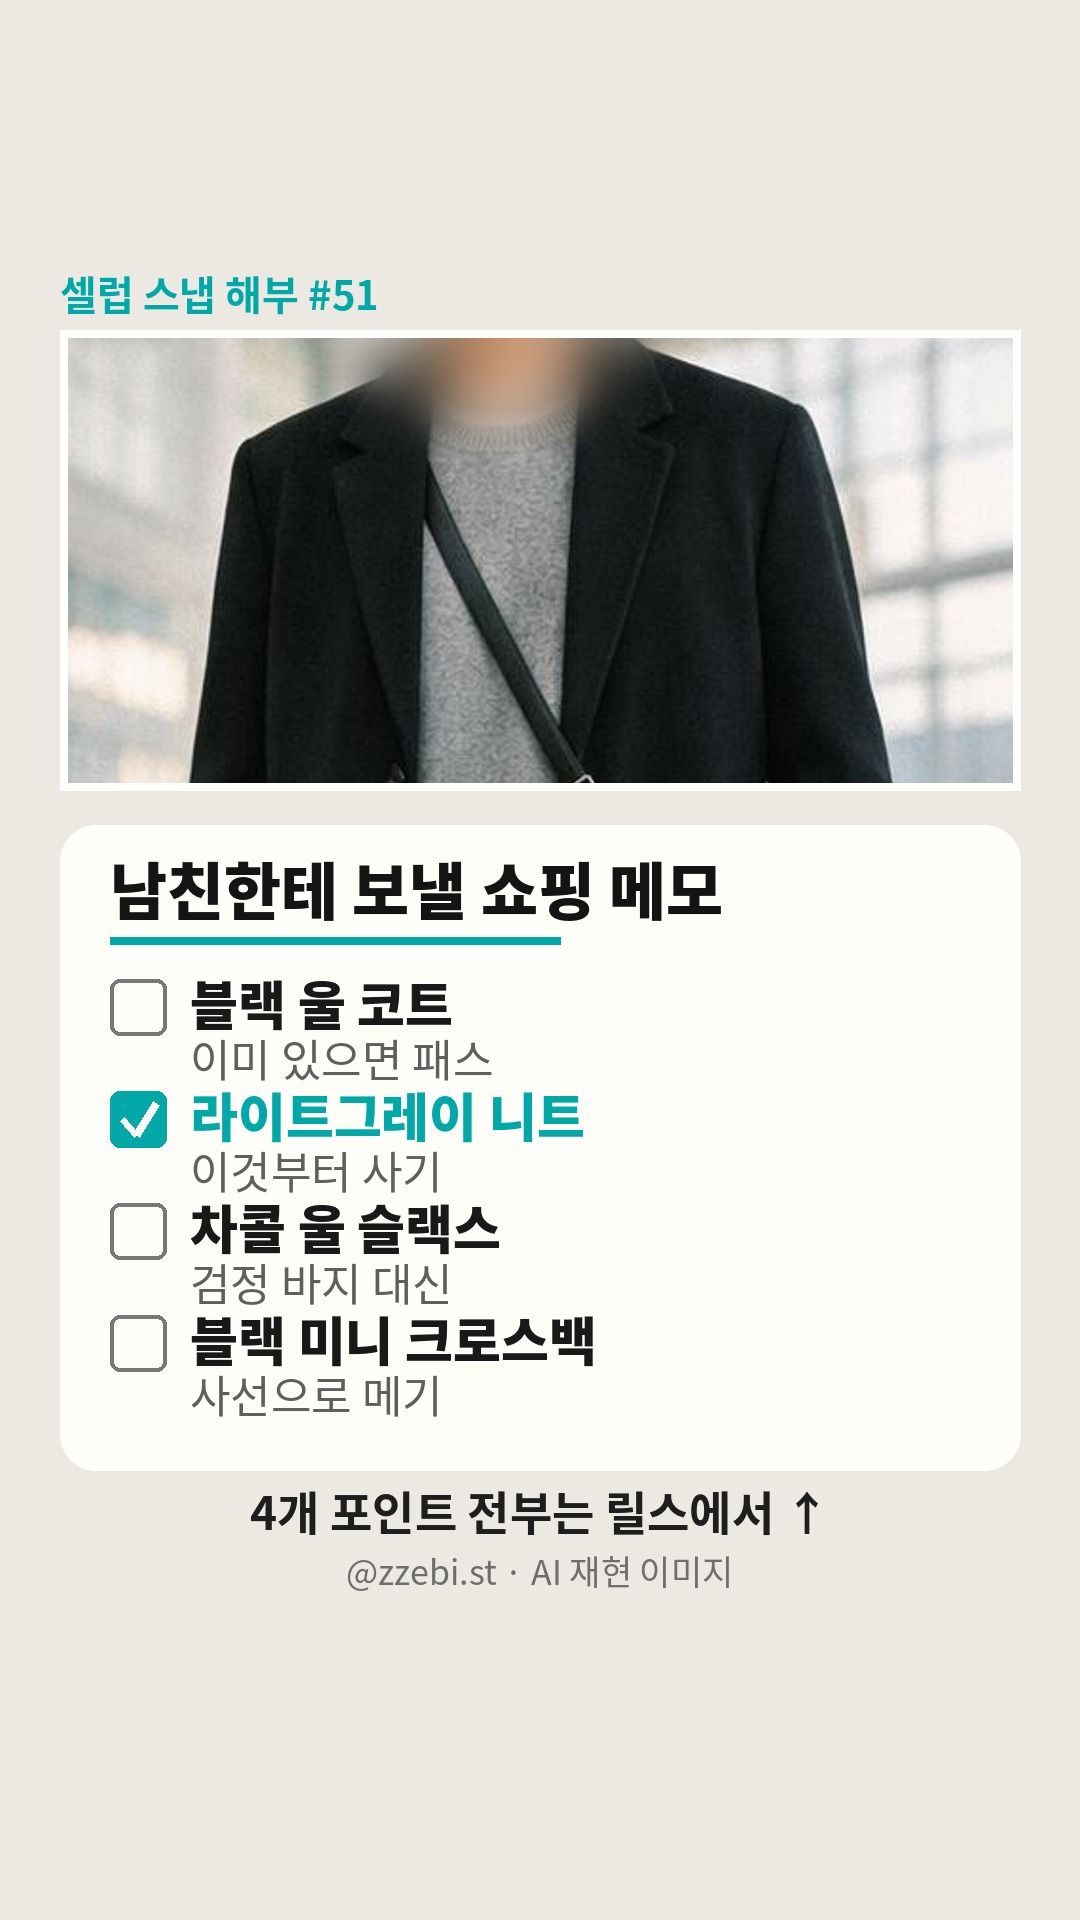 셀럽 스냅 해부 #51
남친한테 보낼 쇼핑 메모
블랙 울 코트
이미 있으면 패스
라이트그레이 니트
이것부터 사기
차콜 울 슬랙스
검정 바지 대신
블랙 미니 크로스백
사선으로 메기
4개 포인트 전부는 릴스에서 ↑
@zzebi.st · AI 재현 이미지